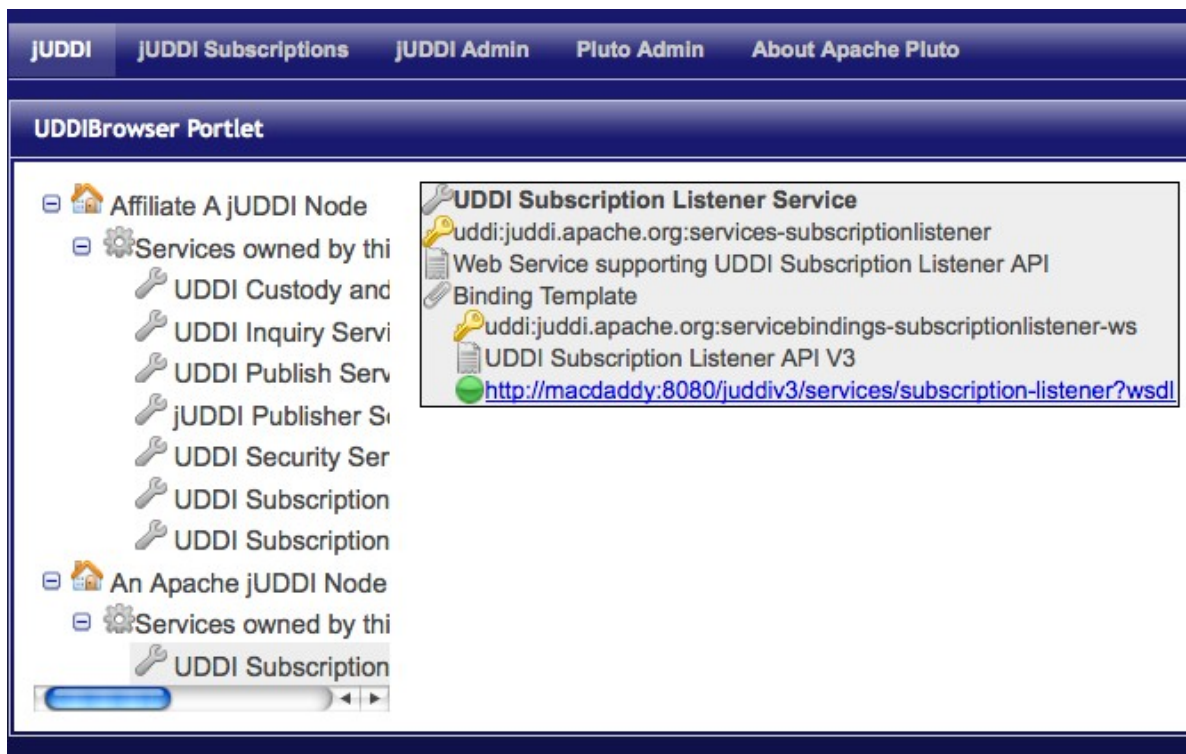 jUDDI jUDDI Subscriptions jUDDI Admin Pluto Admin About Apache Pluto
UDDIBrowser Portlet
Affiliate A jUDDI Node
Services owned by thi
UDDI Custody and
UDDI Inquiry Servi
UDDI Publish Serv
jUDDI Publisher S
UDDI Security Ser
UDDI Subscription
UDDI Subscription
An Apache jUDDI Node
Services owned by thi
UDDI Subscription
UDDI Subscription Listener Service
uddi:juddi.apache.org:services-subscriptionlistener
Web Service supporting UDDI Subscription Listener API
Binding Template
uddi:juddi.apache.org:servicebindings-subscriptionlistener-ws
UDDI Subscription Listener API V3
http://macdaddy:8080/juddiv3/services/subscription-listener?wsdl